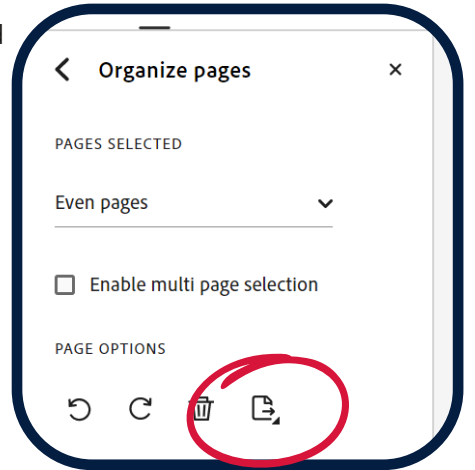 Organize pages
PAGES SELECTED
Even pages
Enable multi page selection
PAGE OPTIONS